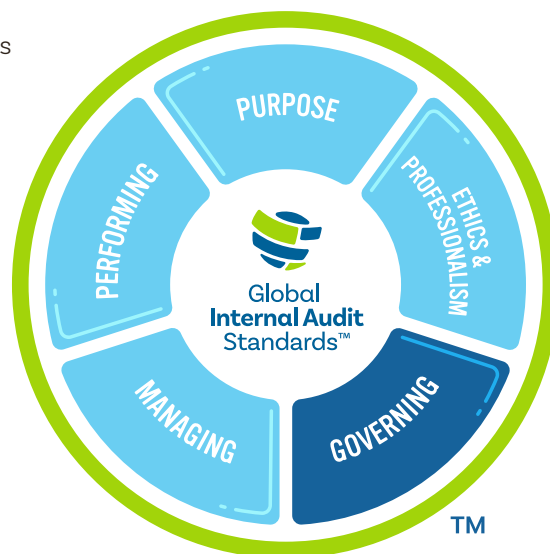 s
PURPOSE
ETHICS &
PROFESSIONALISM
GOVERNING
MANAGING
PERFORMING
Global
Internal Audit
Standards™
TM